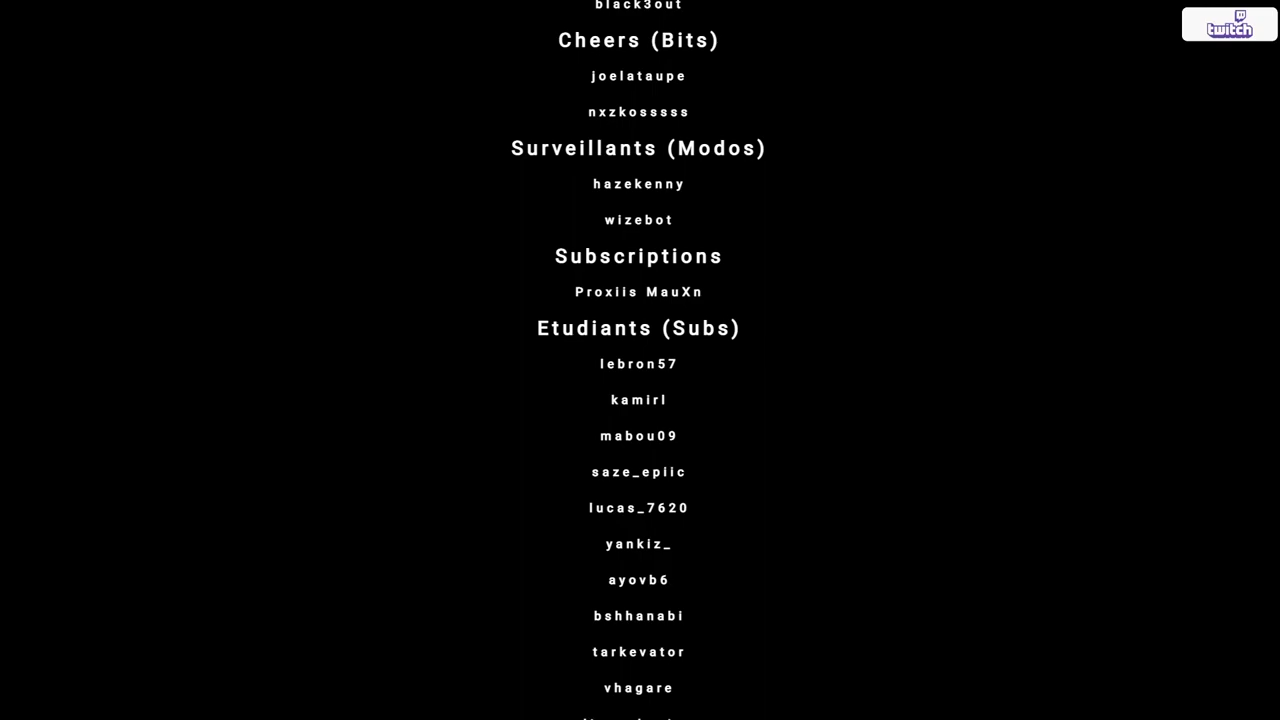 black3out
twitch
Cheers (Bits)
joelataupe
nxzkosssss
Surveillants (Modos)
hazekenny
wizebot
Subscriptions
Proxiis MauXn
Etudiants (Subs)
lebron57
kamirl
mabou09
saze_epiic
lucas_7620
yankiz_
ayovb6
bshhanabi
tarkevator
vhagare